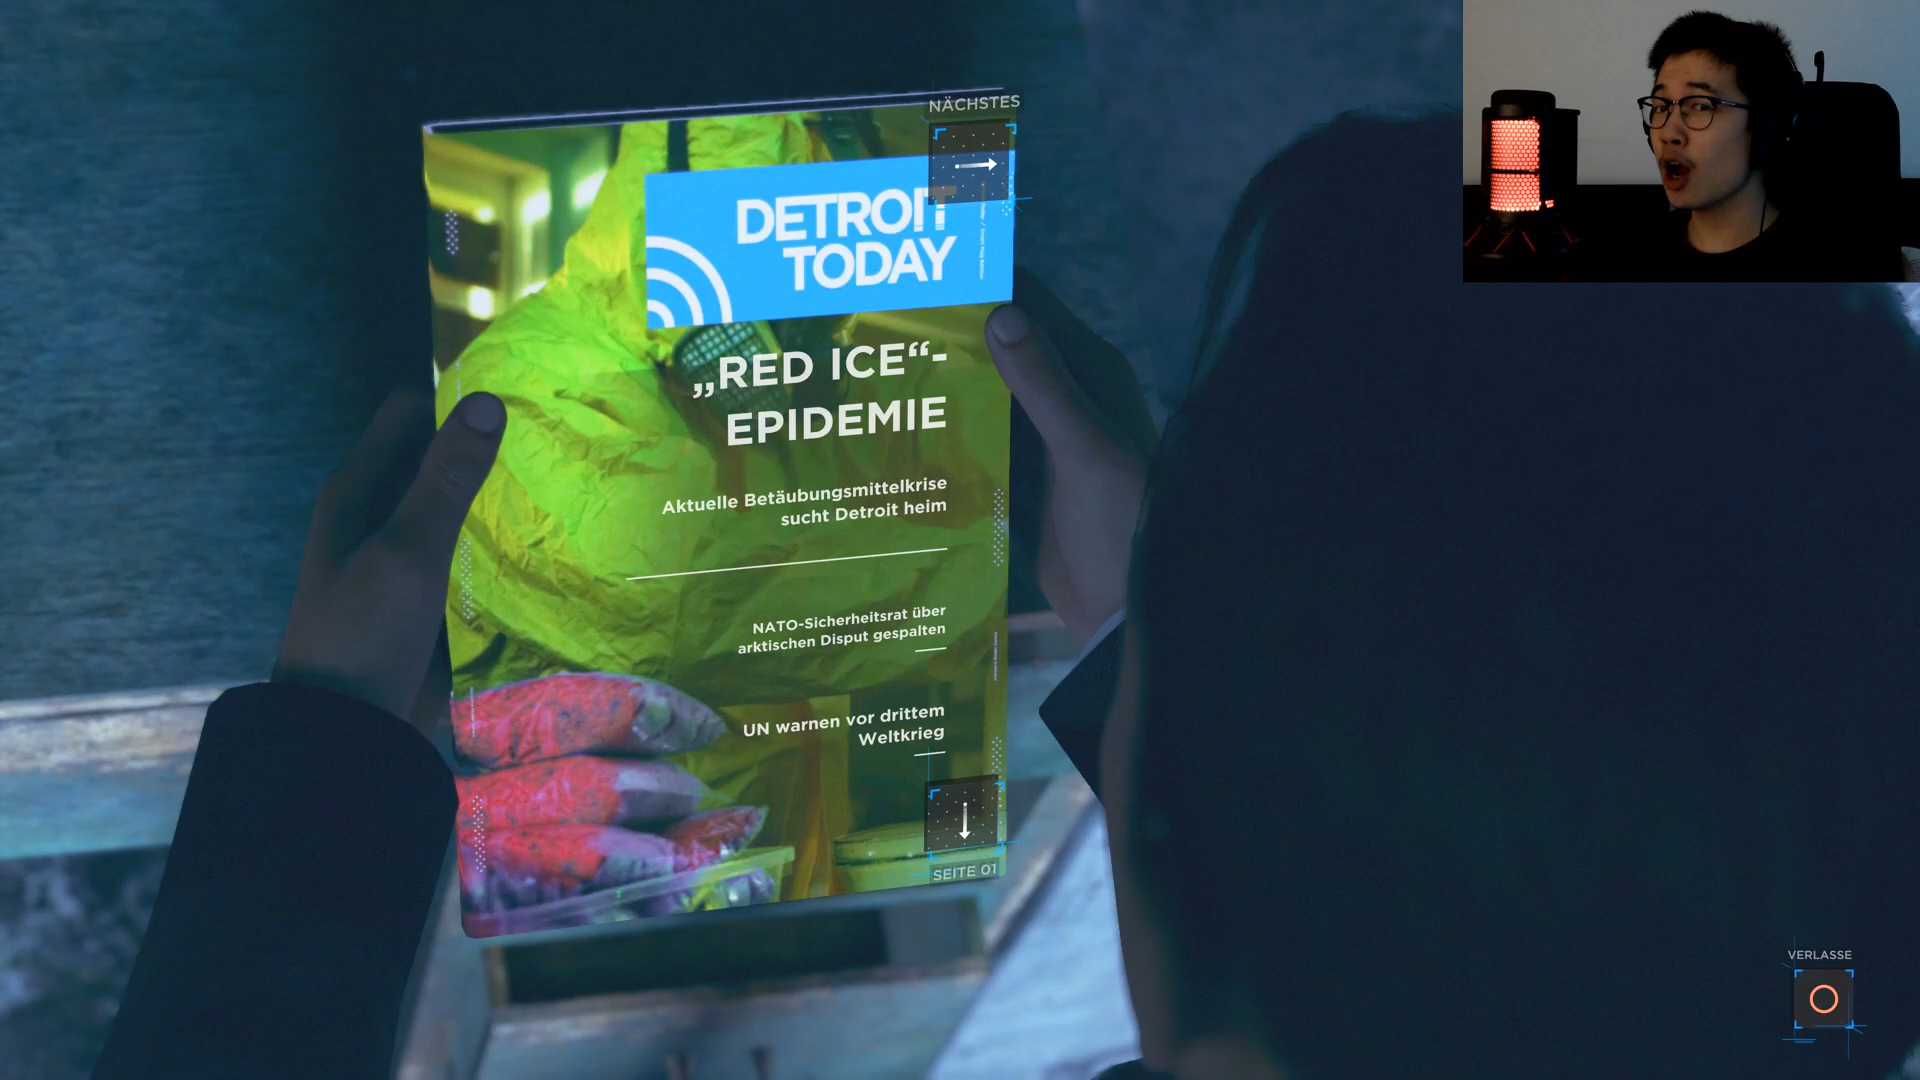 NÄCHSTES
DETROIT
TODAY
„RED ICE“-
EPIDEMIE
Aktuelle Betäubungsmittelkrise
sucht Detroit heim
NATO-Sicherheitsrat über
arktischen Disput gespalten
UN warnen vor drittem
Weltkrieg
SEITE 01
VERLASSE